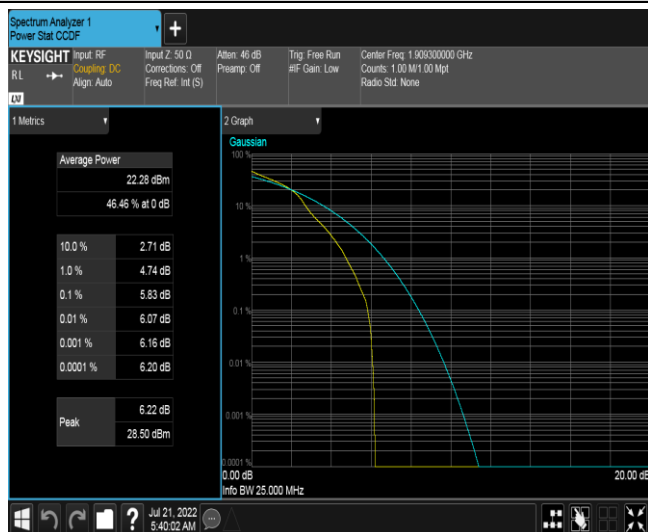 Spectrum Analyzer 1
Power Stat CCDF
+
KEYSIGHT
RL
LXI
Input: RF
Coupling: DC
Align: Auto
Input Z: 50 Ω
Corrections: Off
Freq Ref: Int (S)
Atten: 46 dB
Preamp: Off
Trig: Free Run
#IF Gain: Low
Center Freq: 1.909300000 GHz
Counts: 1.00 M/1.00 Mpt
Radio Std: None
1 Metrics
Average Power
22.28 dBm
46.46 % at 0 dB
10.0 % 2.71 dB
1.0 % 4.74 dB
0.1 % 5.83 dB
0.01 % 6.07 dB
0.001 % 6.16 dB
0.0001 % 6.20 dB
Peak
6.22 dB
28.50 dBm
2 Graph
Gaussian
100 %
10 %
1 %
0.1 %
0.01 %
0.001 %
0.0001 %
0.00 dB
20.00 dB
Info BW 25.000 MHz
?
Jul 21, 2022
5:40:02 AM